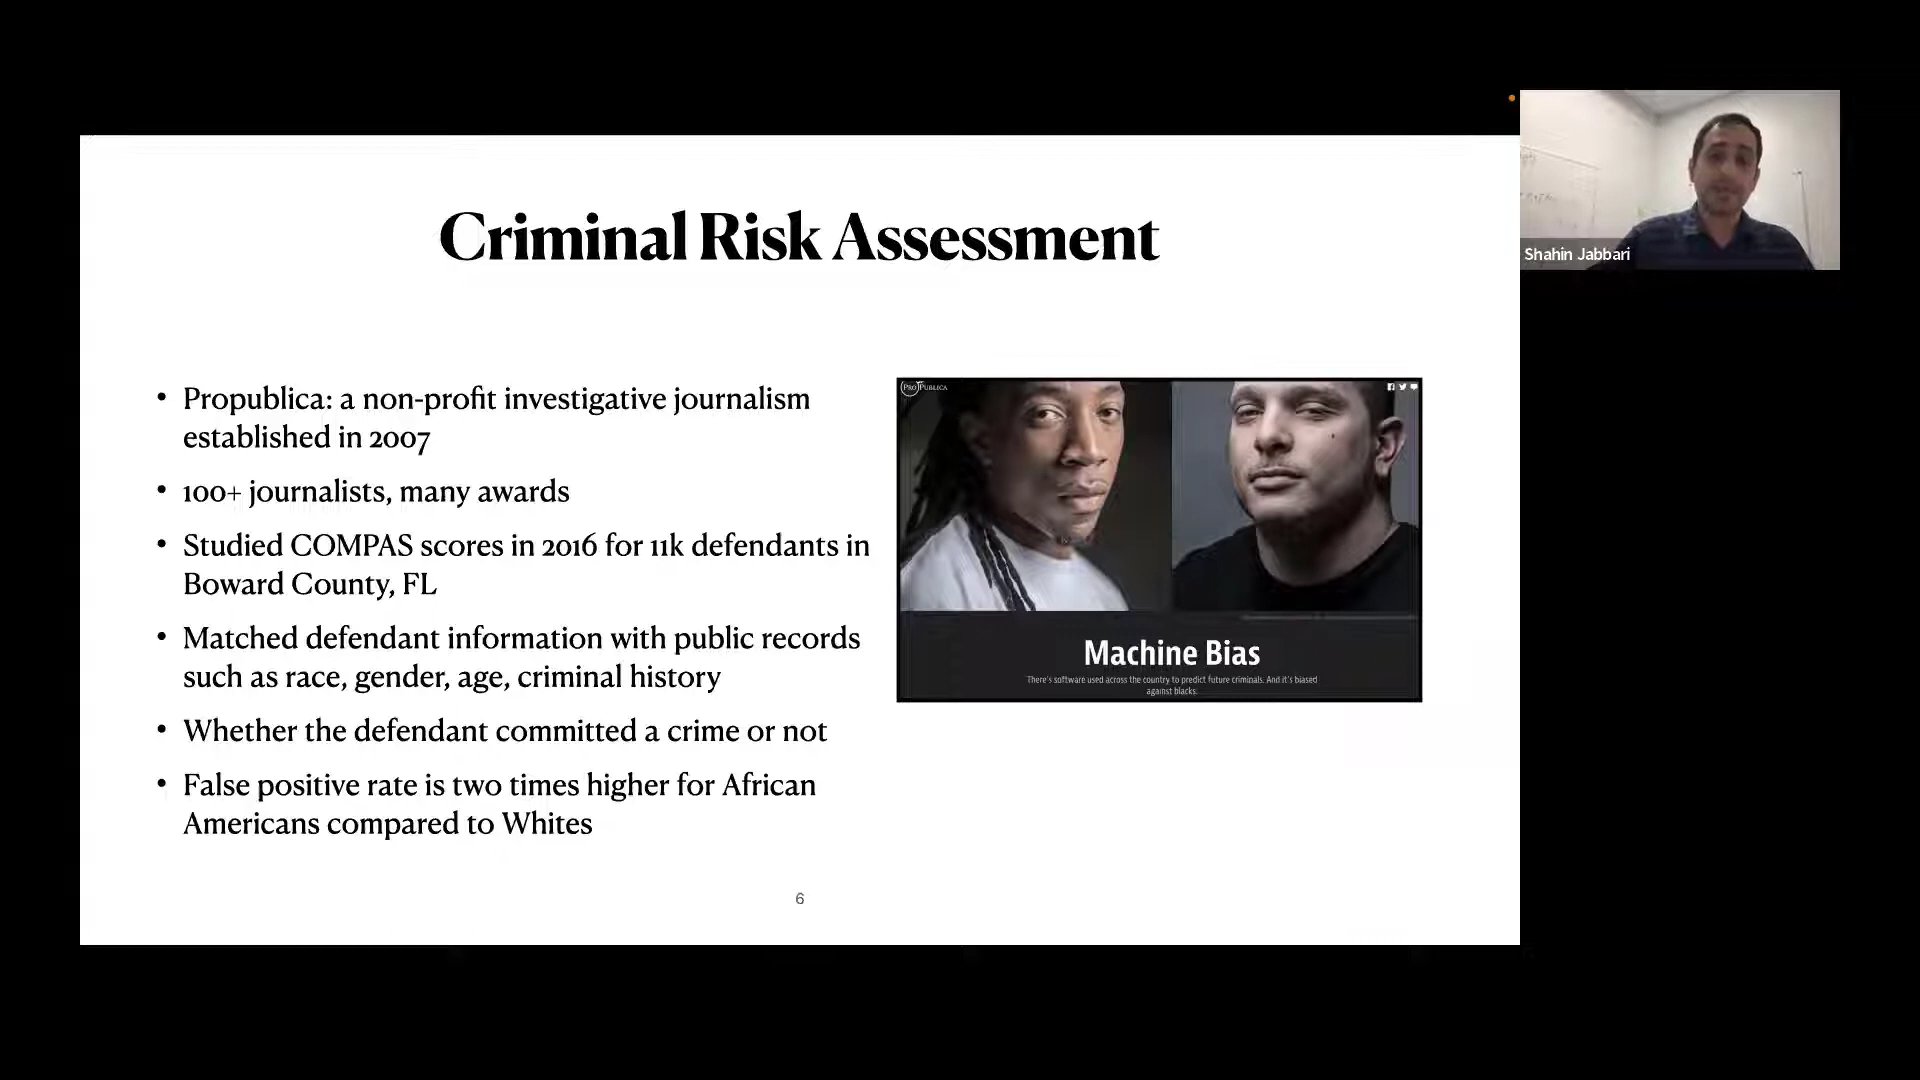 Shahin Jabbari
Criminal Risk Assessment
• Propublica: a non-profit investigative journalism
established in 2007
• 100+ journalists, many awards
• Studied COMPAS scores in 2016 for 11k defendants in
Boward County, FL
• Matched defendant information with public records
such as race, gender, age, criminal history
• Whether the defendant committed a crime or not
• False positive rate is two times higher for African
Americans compared to Whites
PROPUBLICA
Machine Bias
There's software used across the country to predict future criminals. And it's biased
against blacks.
6